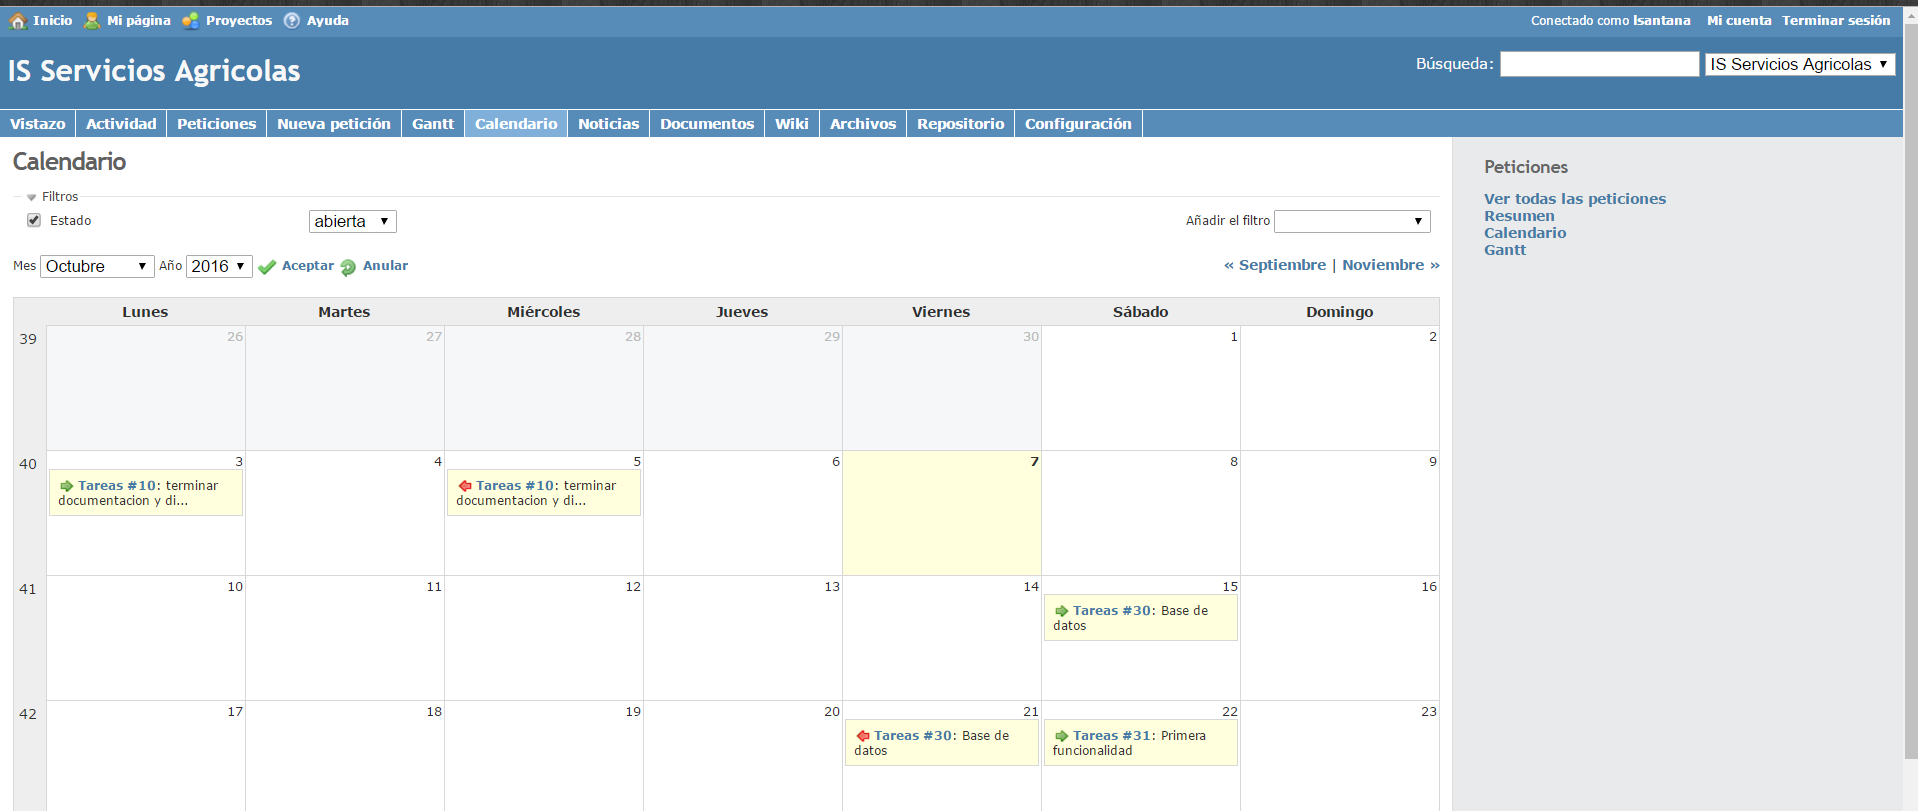 Inicio Mi página Proyectos Ayuda Conectado como lsantana Mi cuenta Terminar sesión
IS Servicios Agricolas
Búsqueda: IS Servicios Agricolas
Vistazo Actividad Peticiones Nueva petición Gantt Calendario Noticias Documentos Wiki Archivos Repositorio Configuración
Calendario
Filtros
Estado abierta Añadir el filtro
Mes Octubre Año 2016 Aceptar Anular « Septiembre | Noviembre »
Lunes Martes Miércoles Jueves Viernes Sábado Domingo
39 26 27 28 29 30 1 2
40 3 4 5 6 7 8 9
Tareas #10: terminar
documentacion y di...
Tareas #10: terminar
documentacion y di...
41 10 11 12 13 14 15 16
Tareas #30: Base de
datos
42 17 18 19 20 21 22 23
Tareas #30: Base de
datos
Tareas #31: Primera
funcionalidad
Peticiones
Ver todas las peticiones
Resumen
Calendario
Gantt